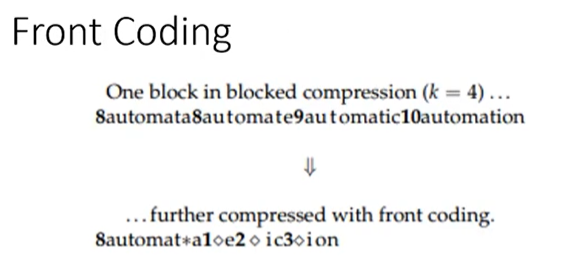 Front Coding
One block in blocked compression (k = 4) …
8automata8automate9automatic10automation
⇓
…further compressed with front coding.
8automat∗a1⋄e2⋄ic3⋄ion